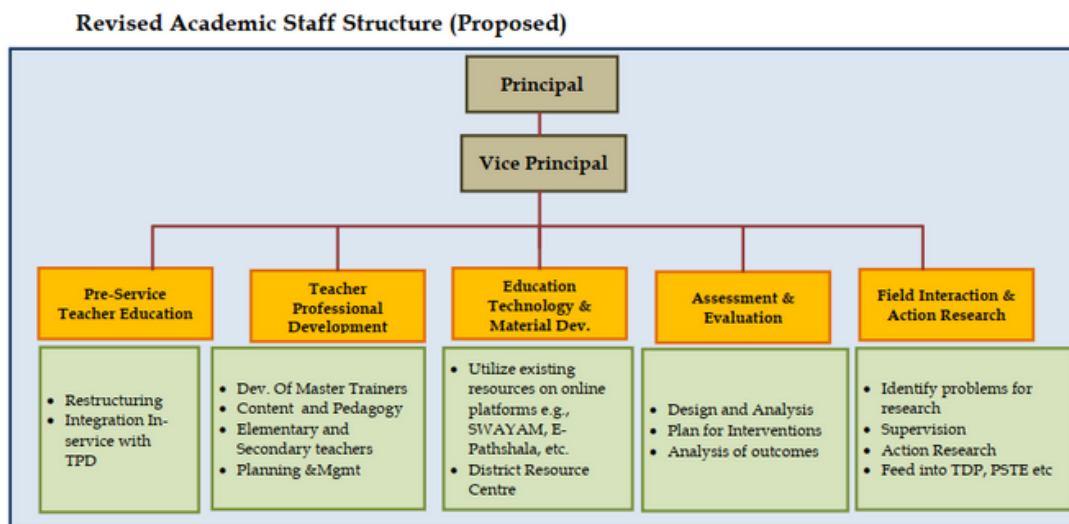 Revised Academic Staff Structure (Proposed)
Principal
Vice Principal
Pre-Service
Teacher Education
Teacher
Professional
Development
Education
Technology &
Material Dev.
Assessment &
Evaluation
Field Interaction &
Action Research
• Restructuring
• Integration In-
service with
TPD
• Dev. Of Master Trainers
• Content and Pedagogy
• Elementary and
Secondary teachers
• Planning &Mgmt
• Utilize existing
resources on online
platforms e.g.,
SWAYAM, E-
Pathshala, etc.
• District Resource
Centre
• Design and Analysis
• Plan for Interventions
• Analysis of outcomes
• Identify problems for
research
• Supervision
• Action Research
• Feed into TDP, PSTE etc